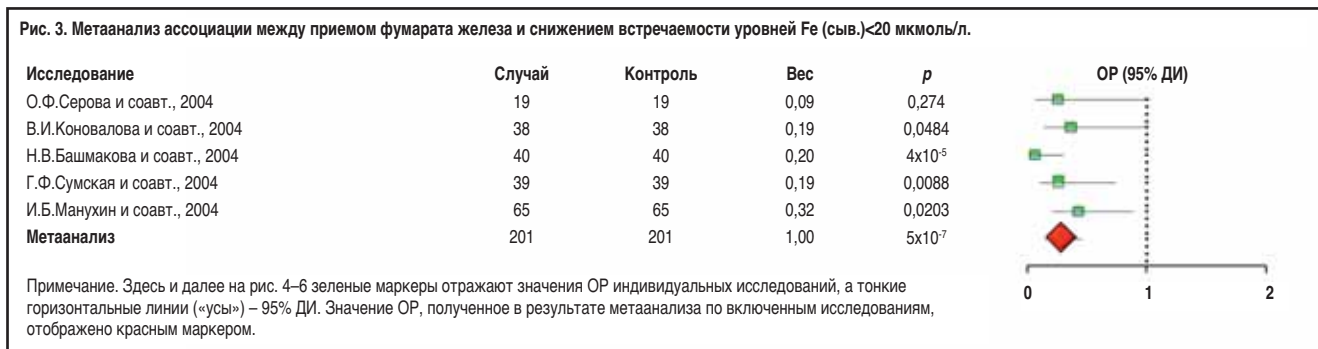 Рис. 3. Метаанализ ассоциации между приемом фумарата железа и снижением встречаемости уровней Fe (сыв.)<20 мкмоль/л.
Исследование Случай Контроль Вес p ОР (95% ДИ)
О.Ф.Серова и соавт., 2004 19 19 0,09 0,274
В.И.Коновалова и соавт., 2004 38 38 0,19 0,0484
Н.В.Башмакова и соавт., 2004 40 40 0,20 4x10-5
Г.Ф.Сумская и соавт., 2004 39 39 0,19 0,0088
И.Б.Манухин и соавт., 2004 65 65 0,32 0,0203
Метаанализ 201 201 1,00 5x10-7
0 1 2
Примечание. Здесь и далее на рис. 4–6 зеленые маркеры отражают значения ОР индивидуальных исследований, а тонкие
горизонтальные линии («усы») – 95% ДИ. Значение ОР, полученное в результате метаанализа по включенным исследованиям,
отображено красным маркером.